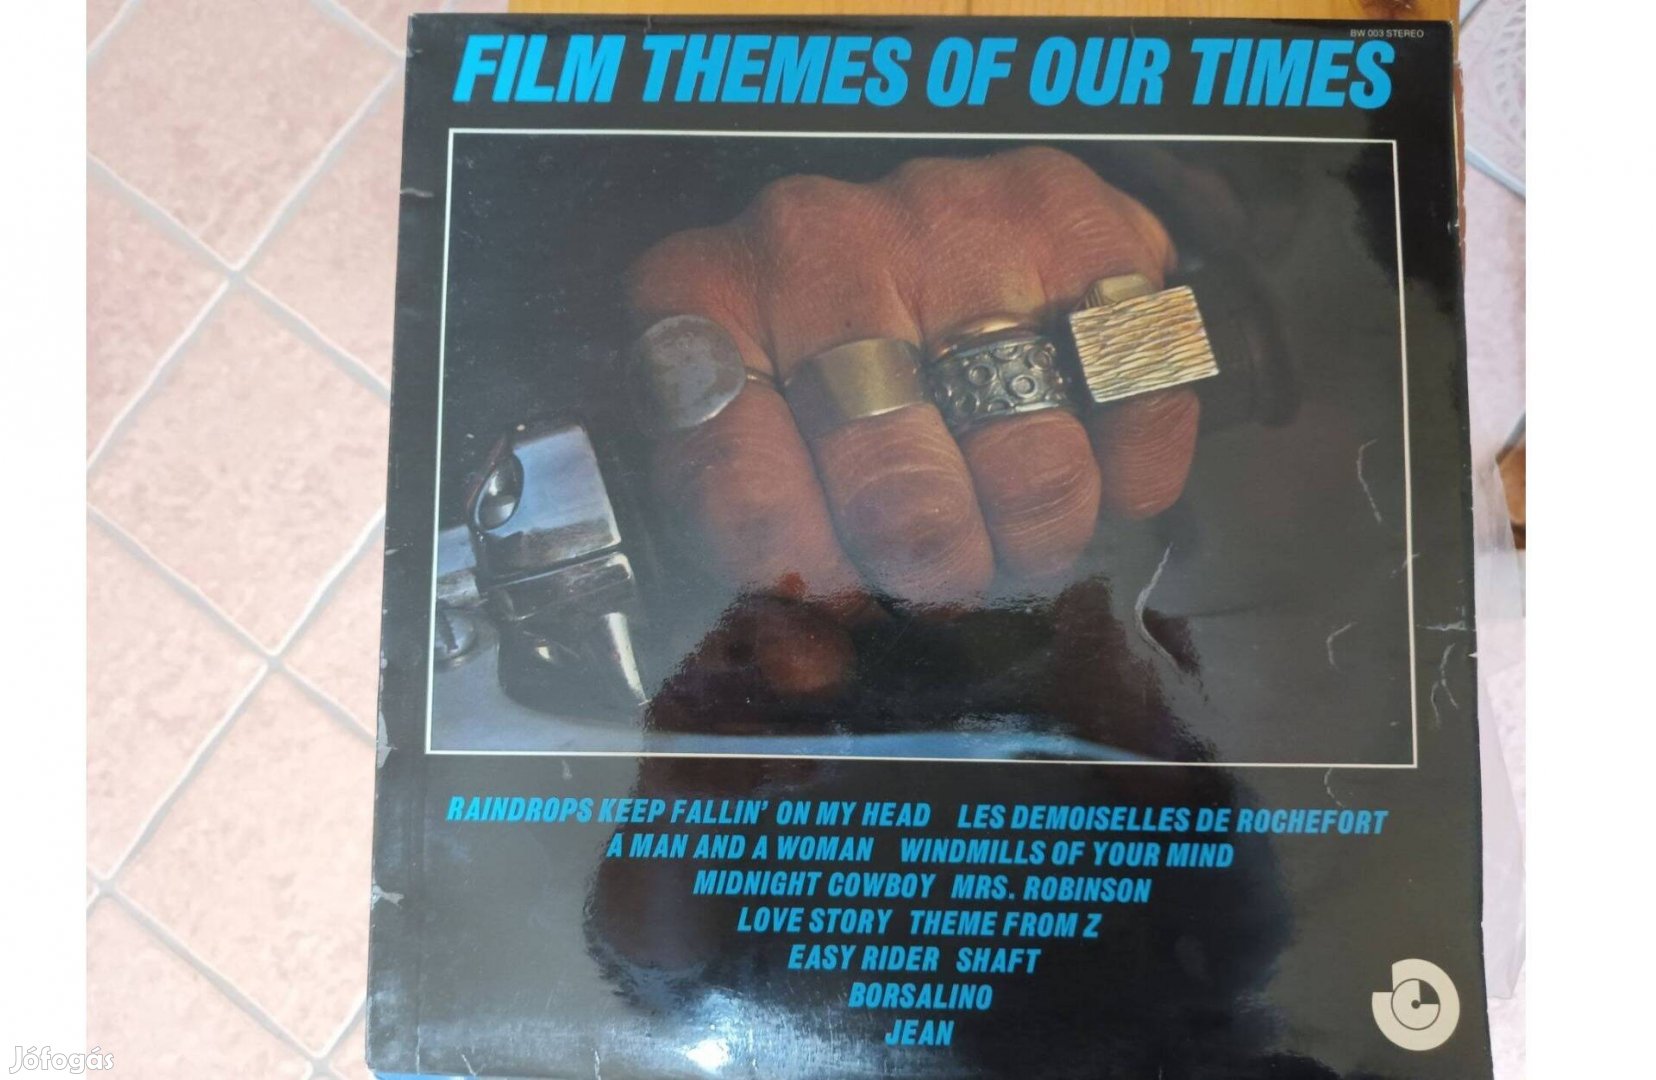 BW 003 STEREO
FILM THEMES OF OUR TIMES
RAINDROPS KEEP FALLIN' ON MY HEAD LES DEMOISELLES DE ROCHEFORT
A MAN AND A WOMAN WINDMILLS OF YOUR MIND
MIDNIGHT COWBOY MRS. ROBINSON
LOVE STORY THEME FROM Z
EASY RIDER SHAFT
BORSALINO
JEAN
Jófogás